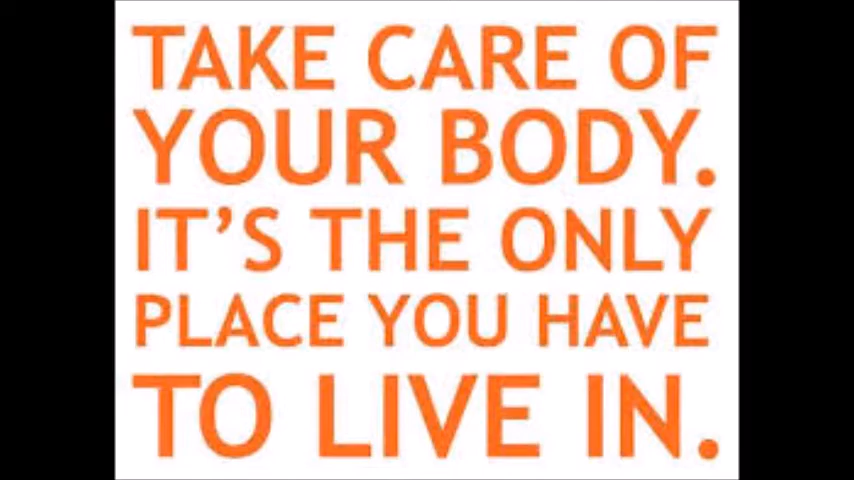 TAKE CARE OF
YOUR BODY.
IT’S THE ONLY
PLACE YOU HAVE
TO LIVE IN.